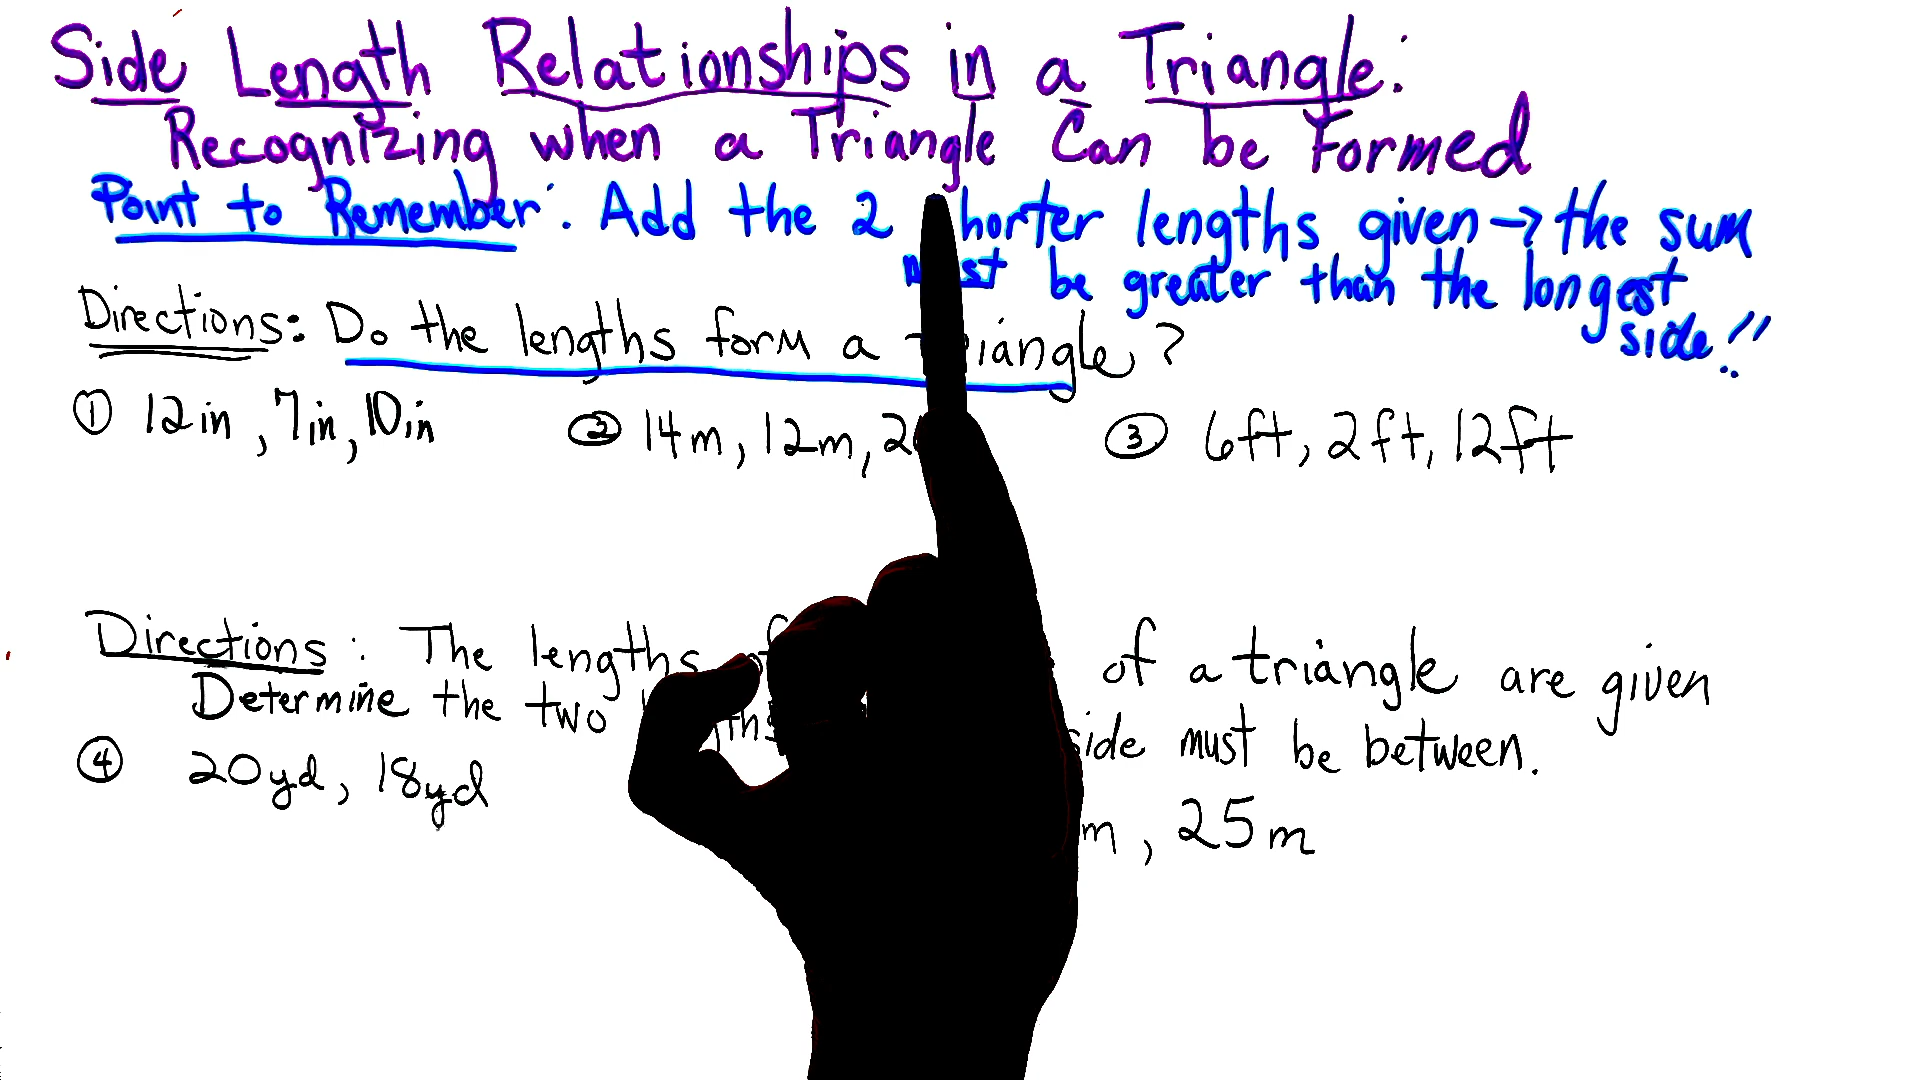 Side Length Relationships in a Triangle:
Recognizing when a Triangle Can be Formed
Point to Remember: Add the 2 horter lengths given → the sum
be greater than the longest
side!!
Directions: Do the lengths form a iangle?
① 12in, 7in, 10in ② 14m, 12m, 2 ③ 6ft, 2ft, 12ft
Directions: The lengths of a triangle are given
Determine the two side must be between.
④ 20yd, 18yd m, 25m